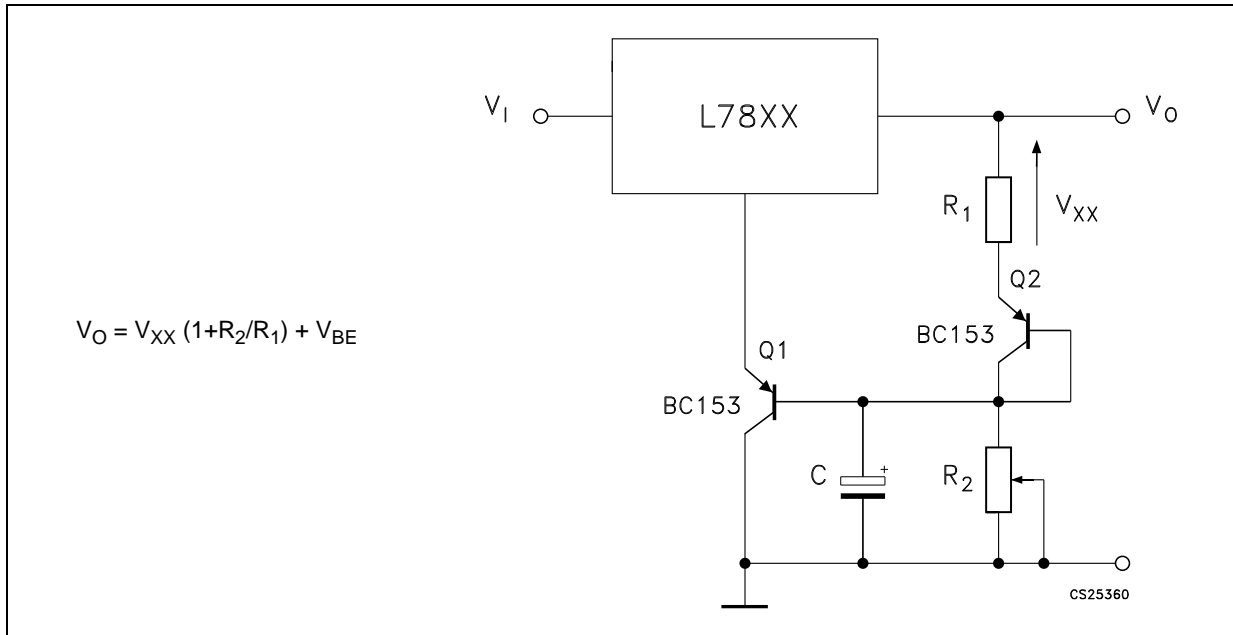 V_I
L78XX
V_O
R_1
V_XX
Q2
BC153
V_O = V_XX (1+R_2/R_1) + V_BE
Q1
BC153
C
+
R_2
CS25360